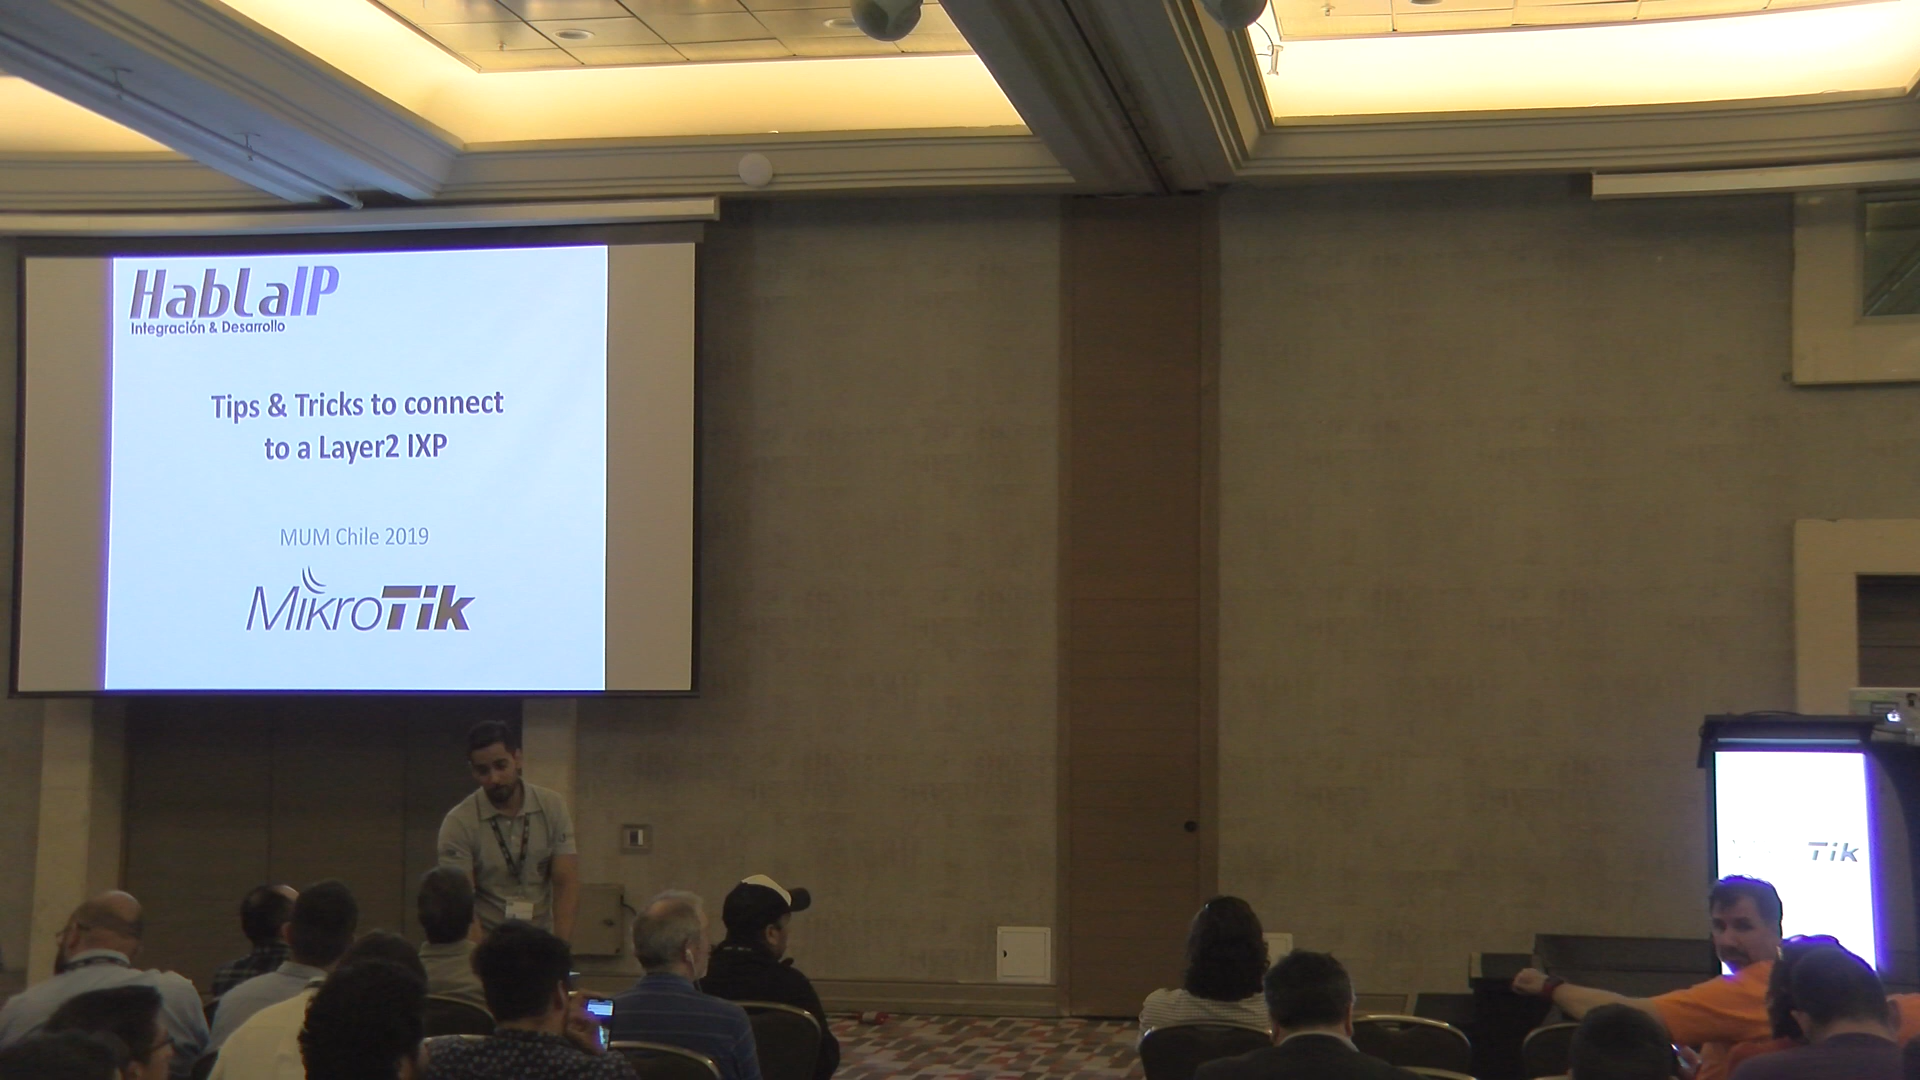 HablaIP
Integración & Desarrollo
Tips & Tricks to connect
to a Layer2 IXP
MUM Chile 2019
MikroTik
Tik